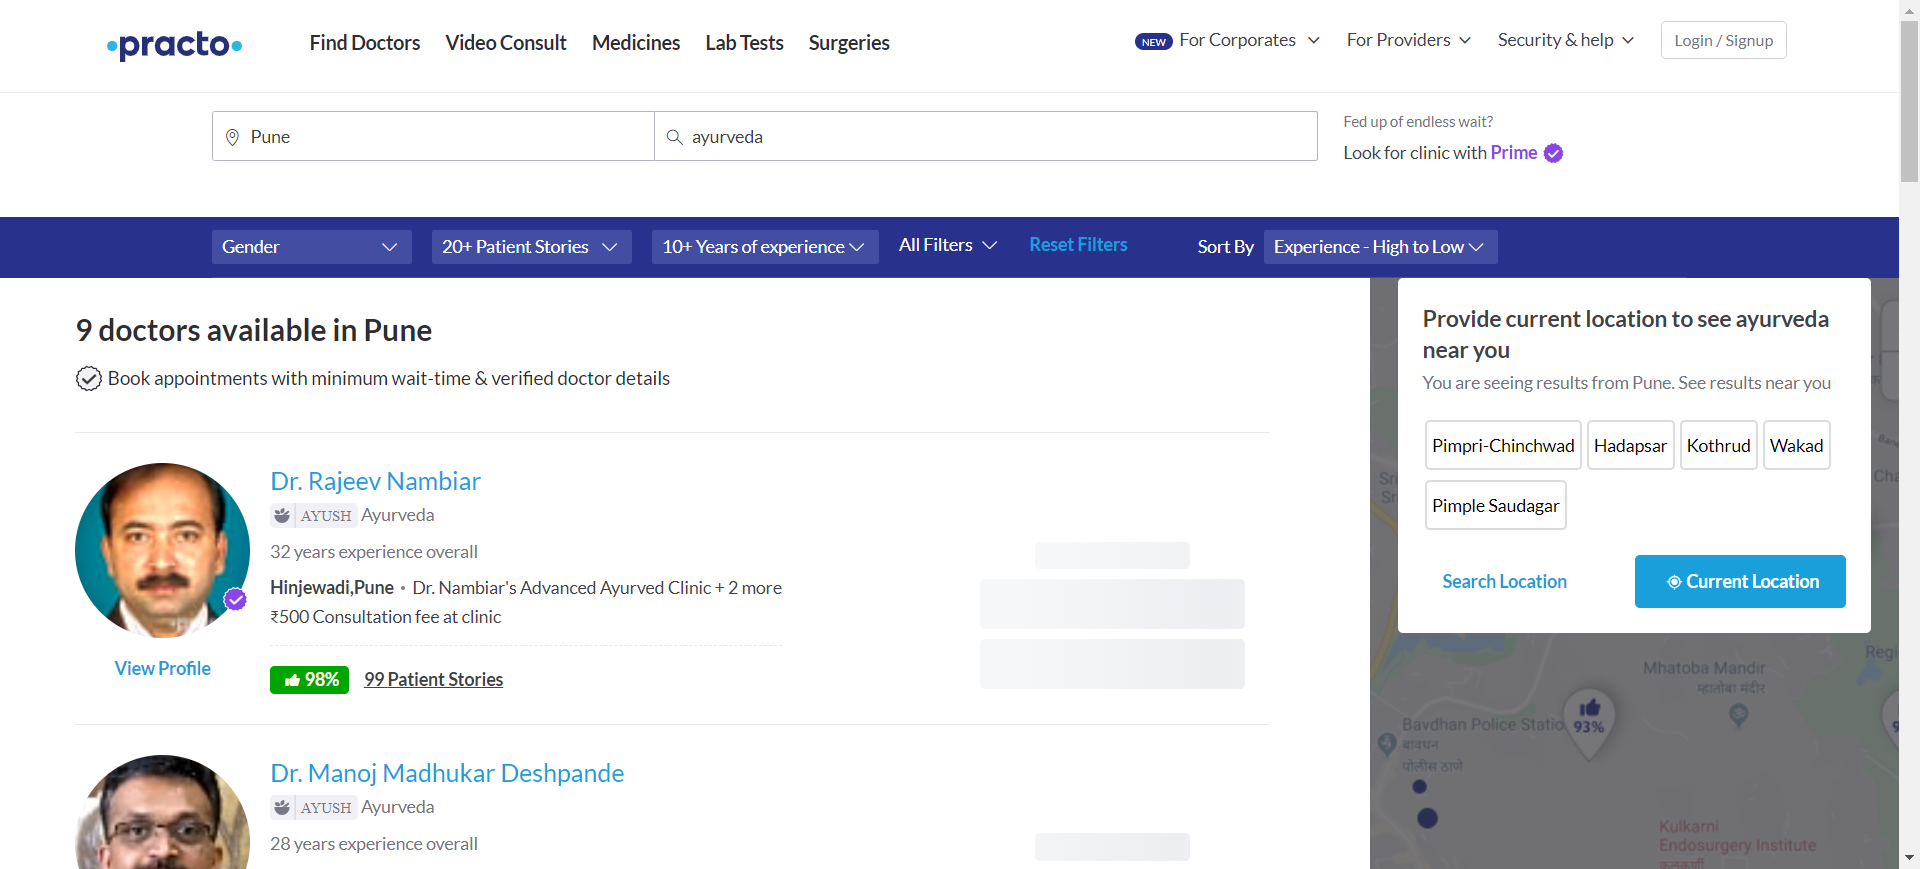 practo
Find Doctors
Video Consult
Medicines
Lab Tests
Surgeries
NEW For Corporates
For Providers
Security & help
Login / Signup
Pune
ayurveda
Fed up of endless wait?
Look for clinic with Prime
Gender
20+ Patient Stories
10+ Years of experience
All Filters
Reset Filters
Sort By
Experience - High to Low
9 doctors available in Pune
Book appointments with minimum wait-time & verified doctor details
Dr. Rajeev Nambiar
AYUSH Ayurveda
32 years experience overall
Hinjewadi,Pune • Dr. Nambiar's Advanced Ayurved Clinic + 2 more
₹500 Consultation fee at clinic
View Profile
98% 99 Patient Stories
Dr. Manoj Madhukar Deshpande
AYUSH Ayurveda
28 years experience overall
Provide current location to see ayurveda
near you
You are seeing results from Pune. See results near you
Pimpri-Chinchwad
Hadapsar
Kothrud
Wakad
Pimple Saudagar
Search Location
Current Location
Mhatoba Mandir
म्हातोबा मंदीर
Bavdhan Police Statio
बावधन
पोलीस ठाणे
93%
Kulkarni
Endosurgery Institute
कुलकर्णी